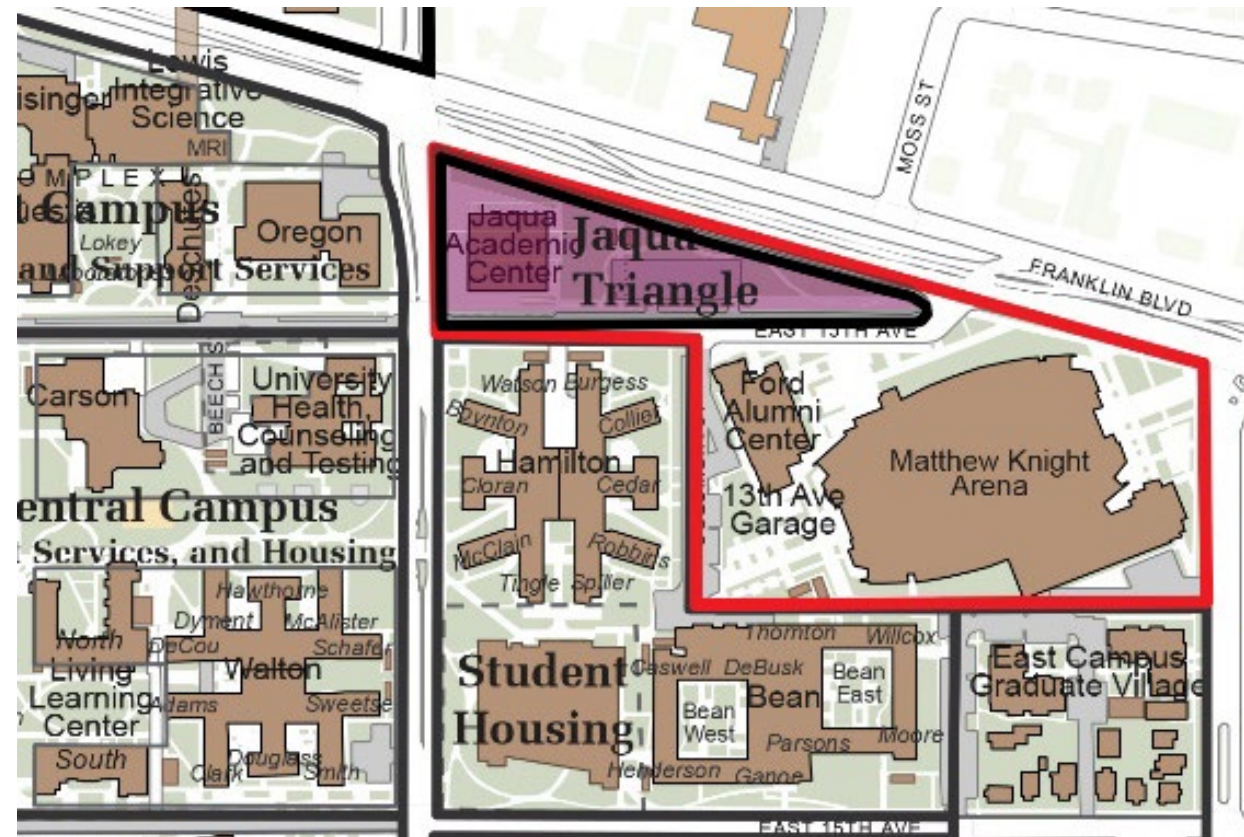 Lewis
Integrative
Science
MRI
Oregon
Deschutes
Lokey
Campus
and Support Services
Jaqua
Academic
Center
Jaqua
Triangle
MOSS ST
FRANKLIN BLVD
EAST 13TH AVE
Carson
BEECH S
University
Health,
Counseling
and Testing
Watson Burgess
Boynton
Collier
Hamilton
Cloran
Cedar
McClain
Robbins
Tingle Spiller
Ford
Alumni
Center
13th Ave
Garage
Matthew Knight
Arena
entral Campus
t Services, and Housing
Hawthorne
Dyment
McAlister
DeCou
Schafer
North
Living
Learning
Center
South
Walton
Adams
Sweetse
Douglass
Clark
Smith
Student
Housing
Thornton
Willcox
Caswell
DeBusk
Bean
Bean
East
Bean
West
Parsons
Moore
Henderson
Ganoe
East Campus
Graduate Village
EAST 15TH AVE